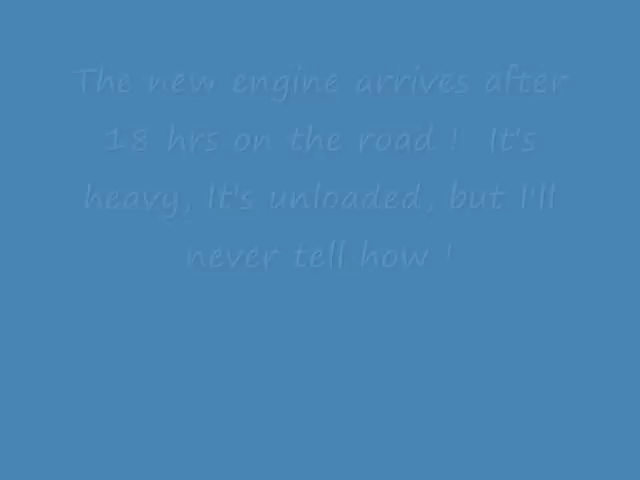 The new engine arrives after
18 hrs on the road !  It's
heavy, It's unloaded, but I'll
never tell how !